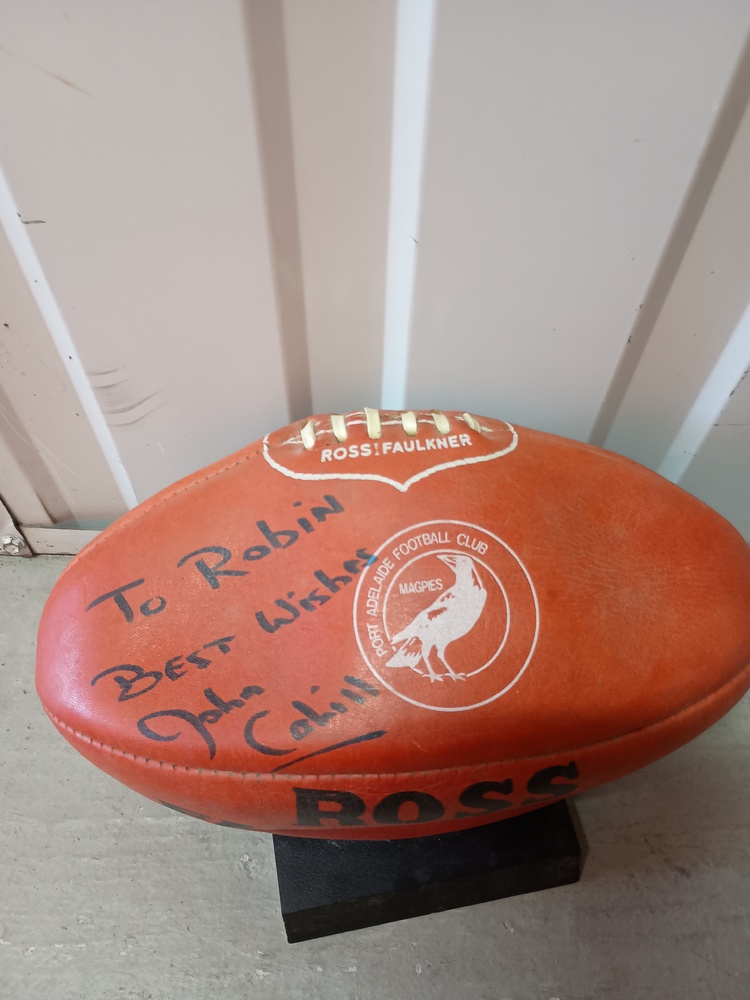 ROSS FAULKNER
To Robin
Best Wishes
John
Cahill
PORT ADELAIDE FOOTBALL CLUB
MAGPIES
ROSS